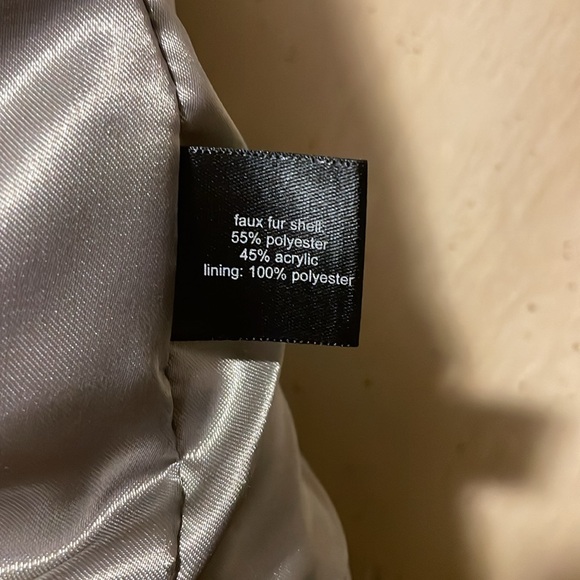 faux fur shell:
55% polyester
45% acrylic
lining: 100% polyester